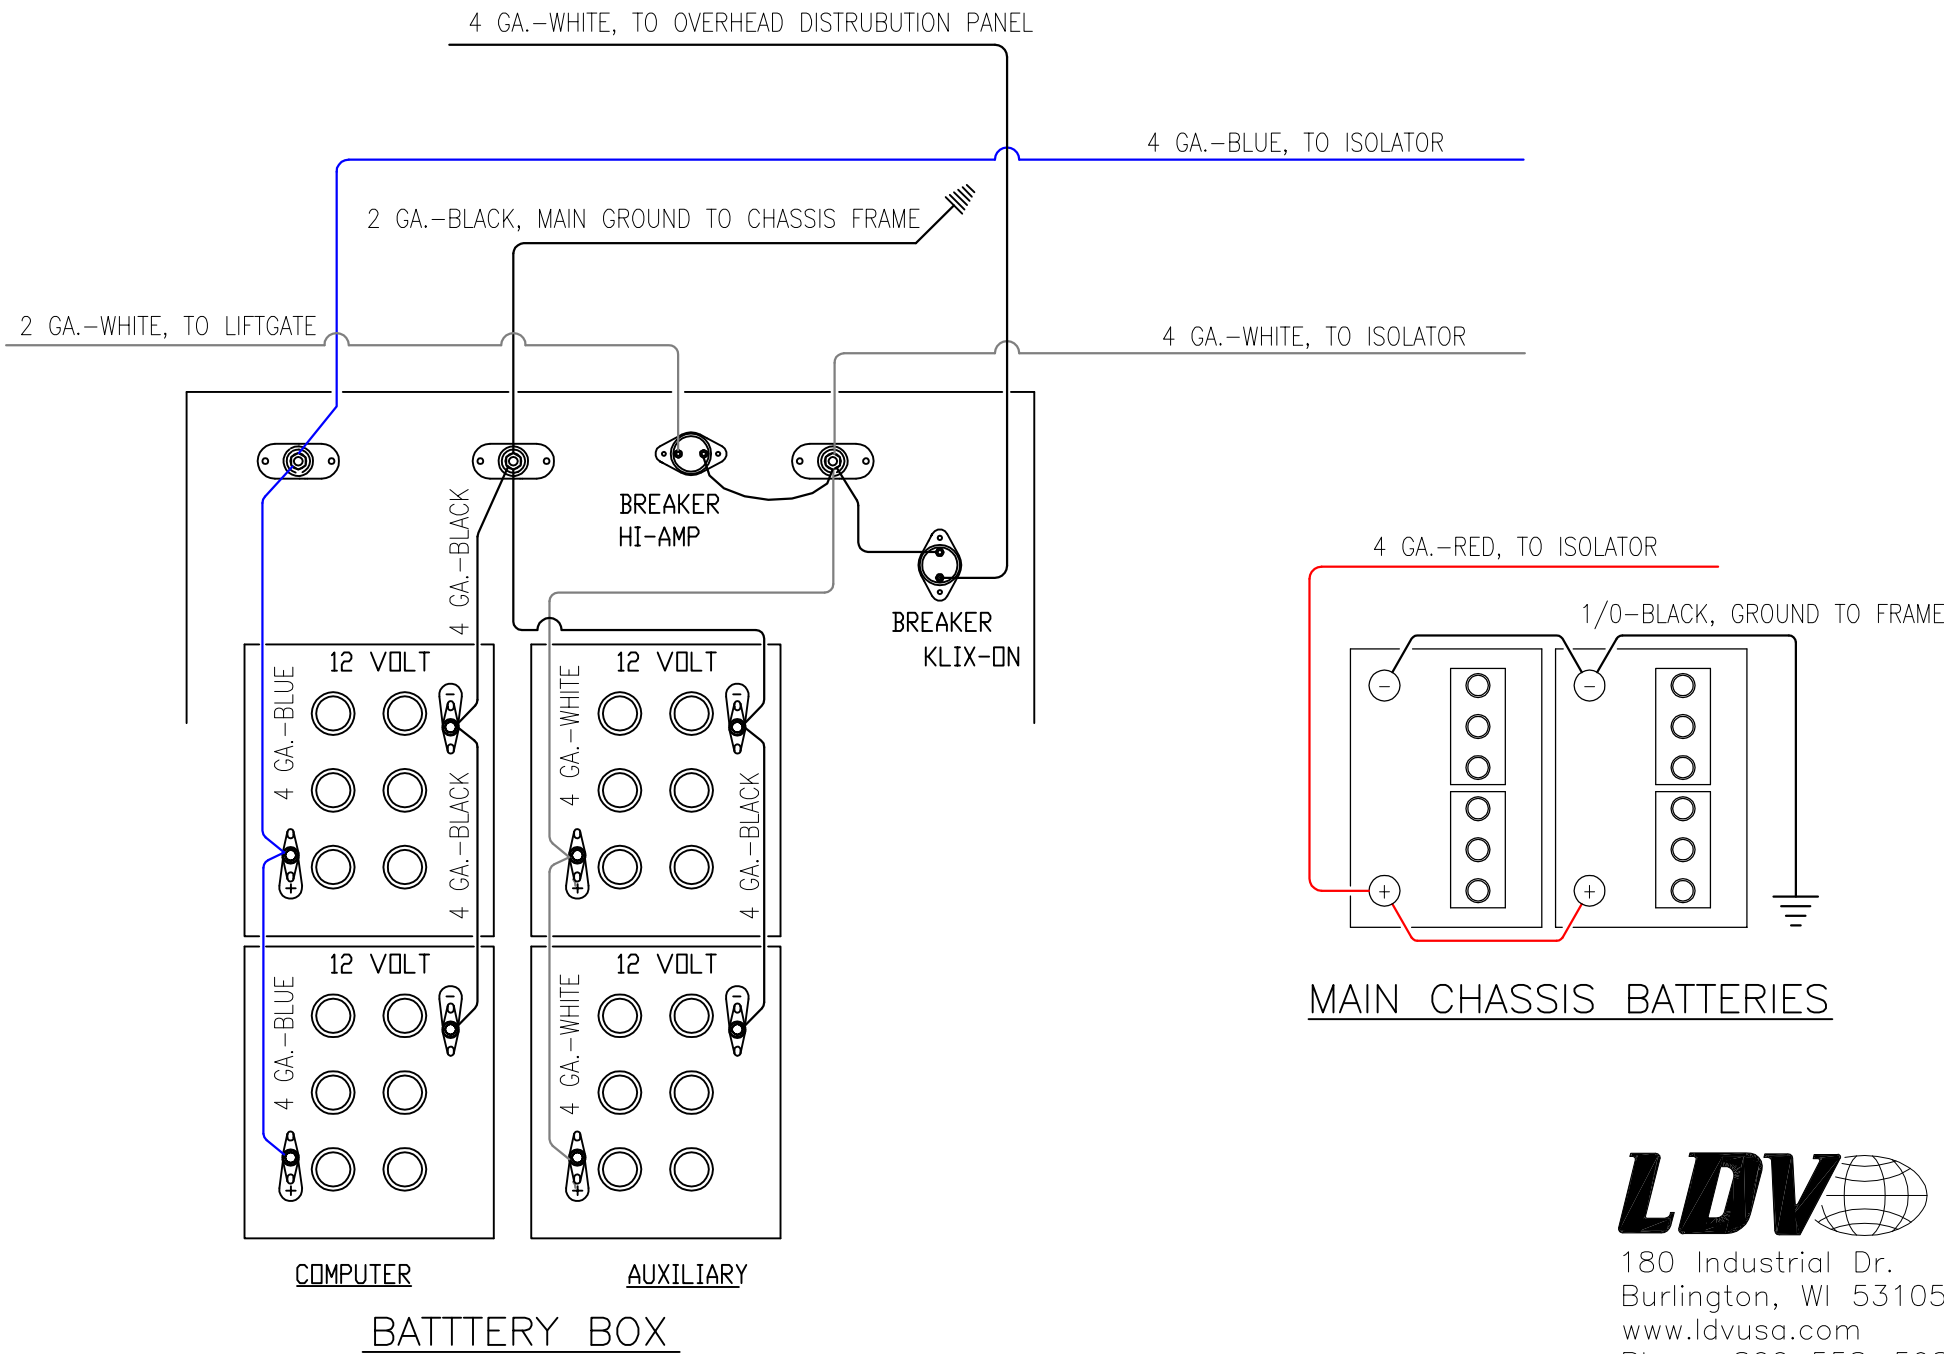 4 GA.-WHITE, TO OVERHEAD DISTRUBUTION PANEL
4 GA.-BLUE, TO ISOLATOR
2 GA.-BLACK, MAIN GROUND TO CHASSIS FRAME
2 GA.-WHITE, TO LIFTGATE
4 GA.-WHITE, TO ISOLATOR
BREAKER
HI-AMP
4 GA.-BLACK
BREAKER
KLIX-ON
4 GA.-RED, TO ISOLATOR
1/0-BLACK, GROUND TO FRAME
12 VOLT
12 VOLT
4 GA.-BLUE
4 GA.-WHITE
-
-
-
-
4 GA.-BLACK
4 GA.-BLACK
+
+
+
+
12 VOLT
12 VOLT
4 GA.-BLUE
4 GA.-WHITE
-
-
+
+
MAIN CHASSIS BATTERIES
COMPUTER
AUXILIARY
BATTTERY BOX
LDV
180 Industrial Dr.
Burlington, WI 53105
www.ldvusa.com